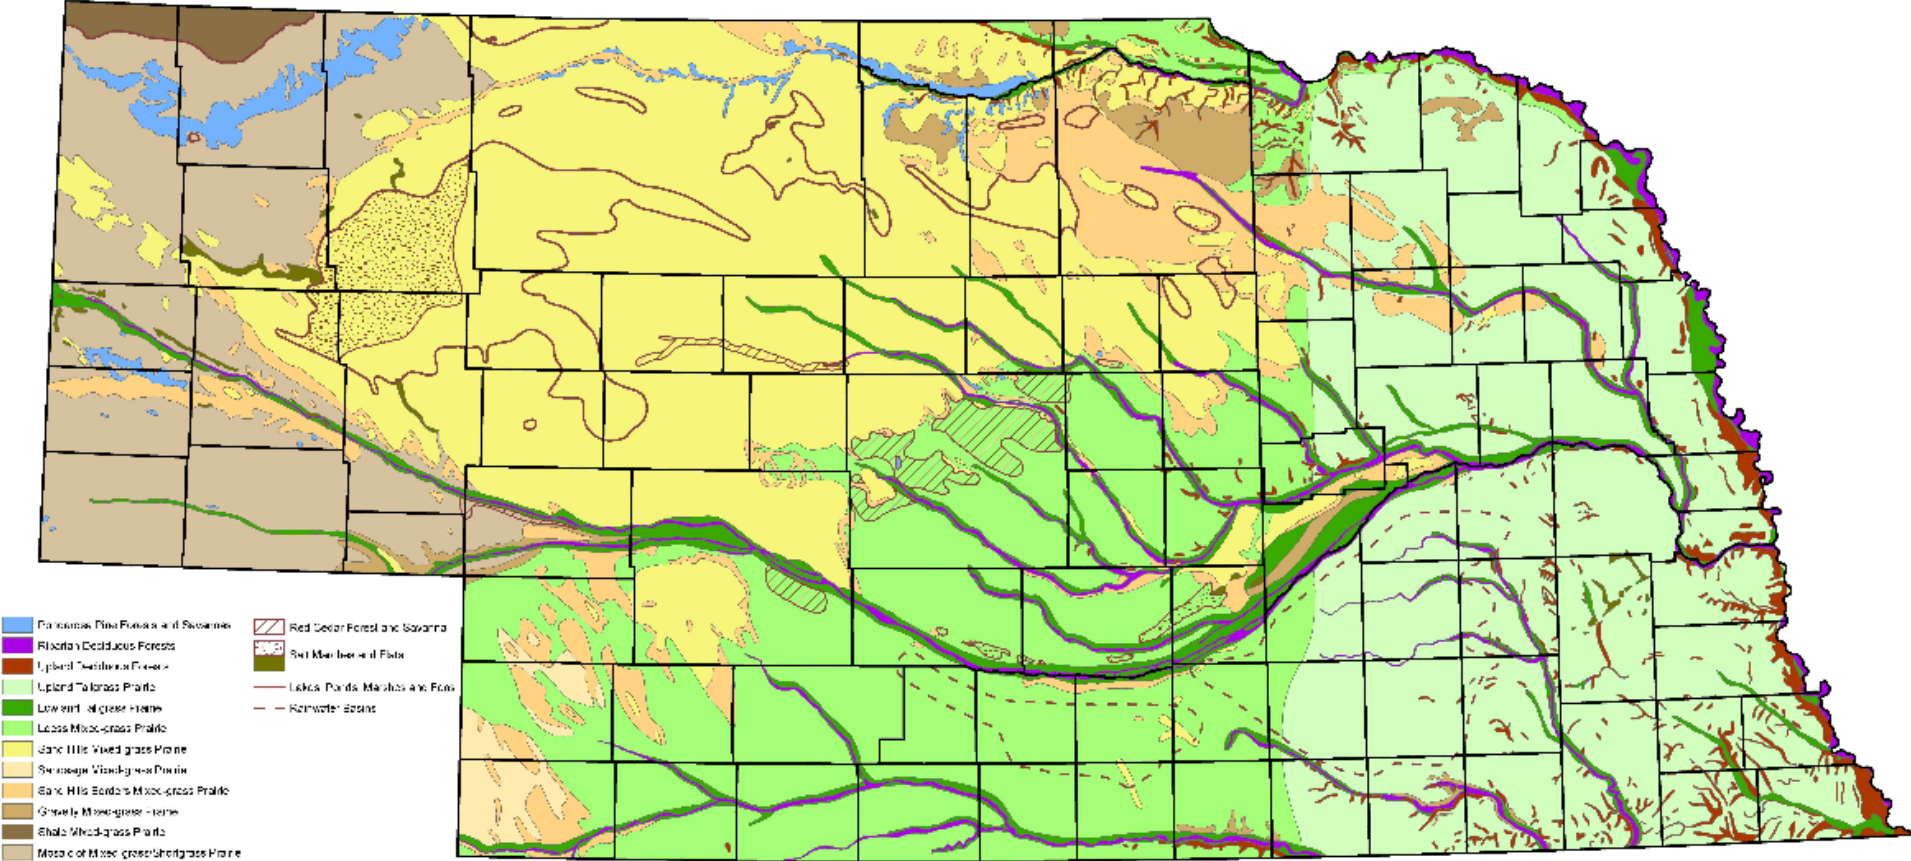 Ponderosa Pine Forests and Savannas
Riparian Deciduous Forests
Upland Deciduous Forests
Upland Tallgrass Prairie
Lowland Tallgrass Prairie
Loess Mixed-grass Prairie
Sand Hills Mixed-grass Prairie
Sandsage Mixed-grass Prairie
Sand Hills Borders Mixed-grass Prairie
Gravelly Mixed-grass Prairie
Shale Mixed-grass Prairie
Mosaic of Mixed-grass/Shortgrass Prairie
Red Cedar Forest and Savanna
Salt Marshes and Flats
Lakes, Ponds, Marshes and Fens
Rainwater Basins